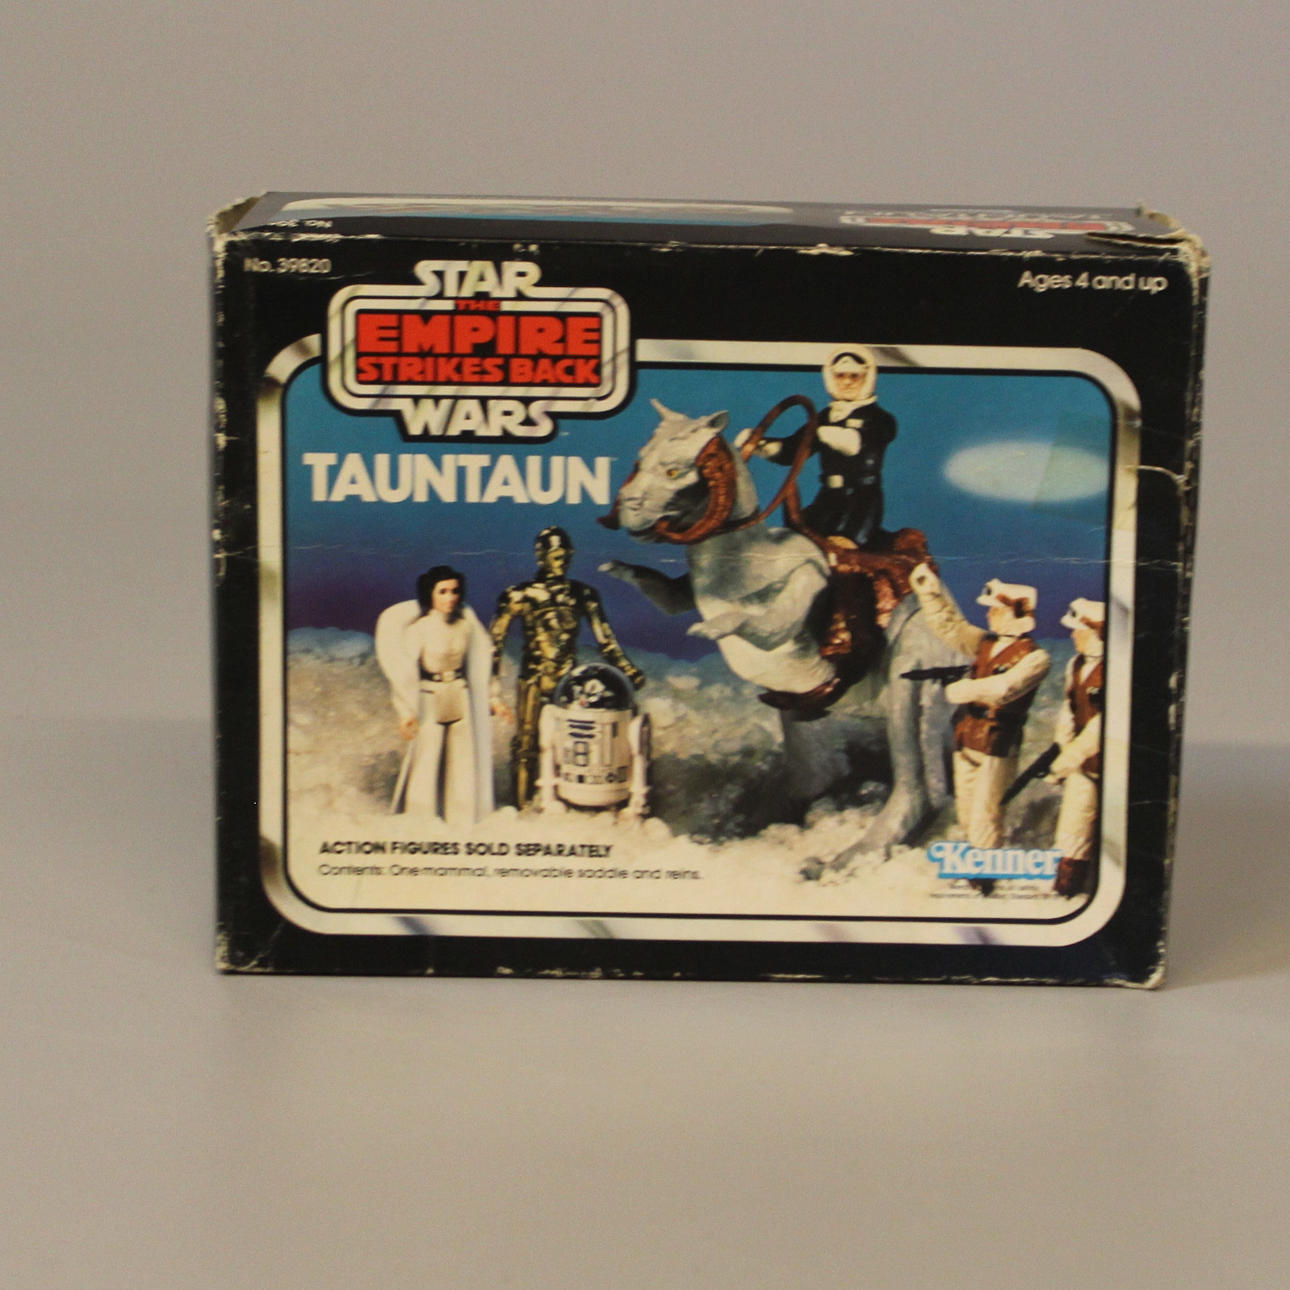 No. 39820
STAR
THE
EMPIRE
STRIKES BACK
WARS
TAUNTAUN
Ages 4 and up
ACTION FIGURES SOLD SEPARATELY
Contents: One mammal, removable saddle and reins.
Kenner
STAR